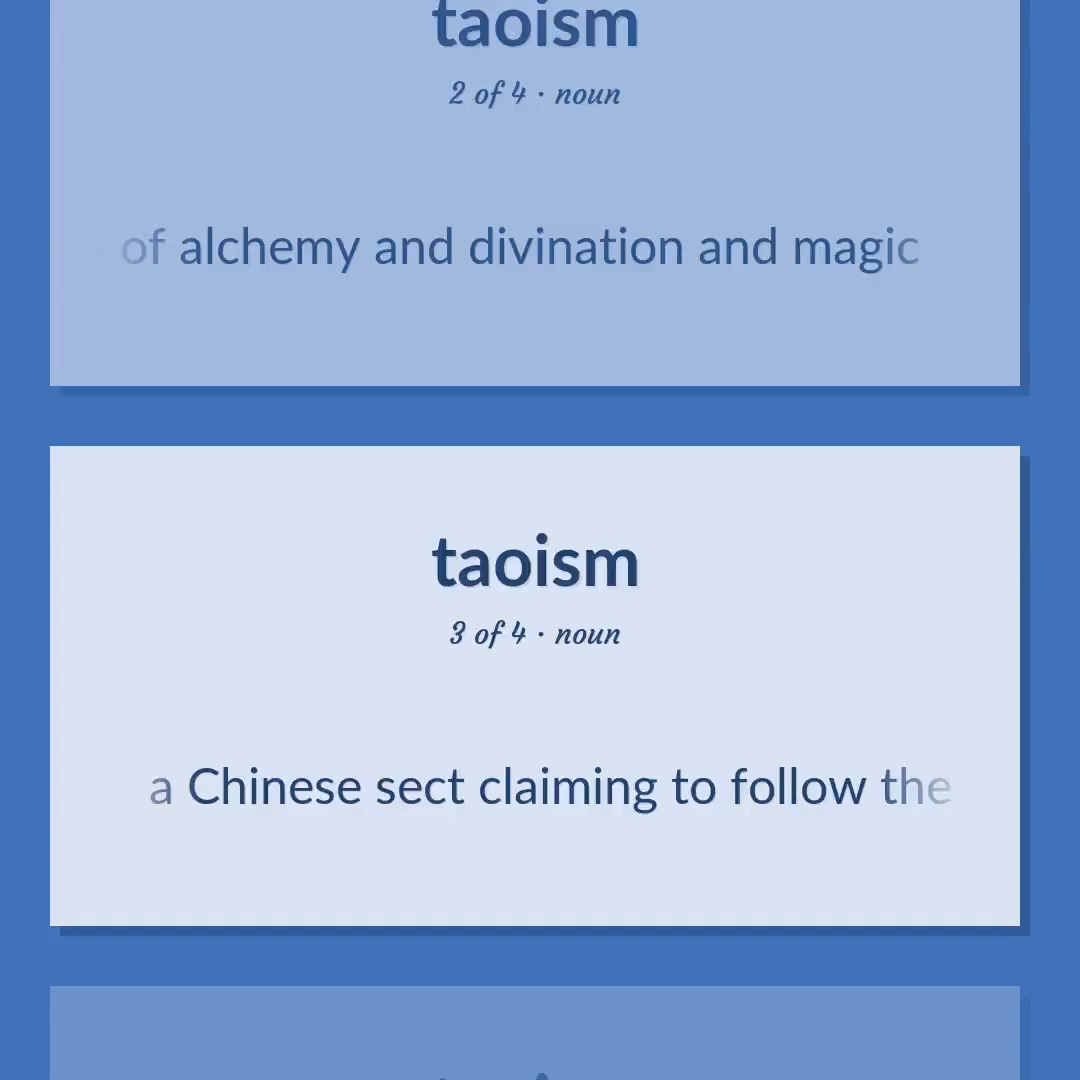 taoism
2 of 4 · noun
of alchemy and divination and magic
taoism
3 of 4 · noun
a Chinese sect claiming to follow the